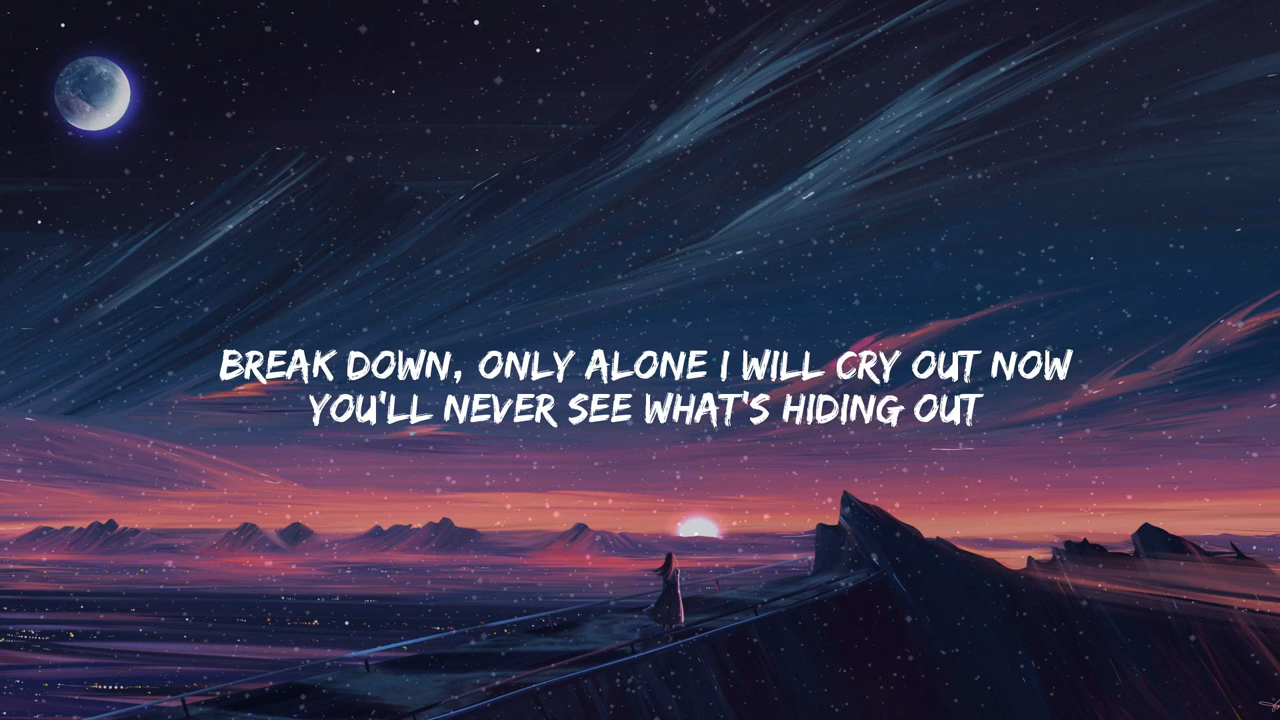 BREAK DOWN, ONLY ALONE I WILL CRY OUT NOW
YOU'LL NEVER SEE WHAT'S HIDING OUT